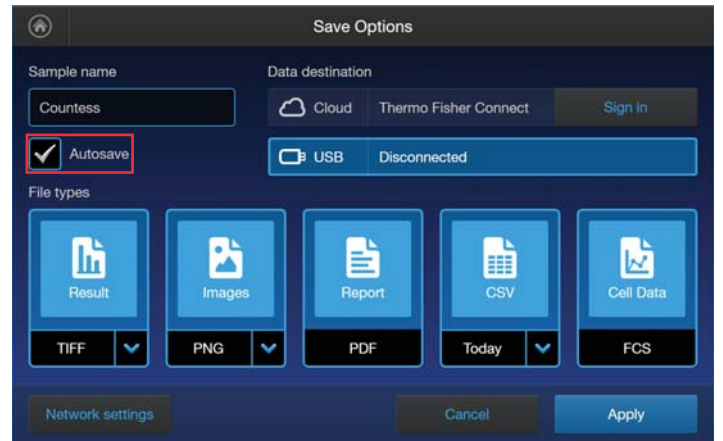 Save Options
Sample name
Data destination
Countess
Cloud
Thermo Fisher Connect
Sign in
Autosave
USB
Disconnected
File types
Result
Images
Report
CSV
Cell Data
TIFF
PNG
PDF
Today
FCS
Network settings
Cancel
Apply